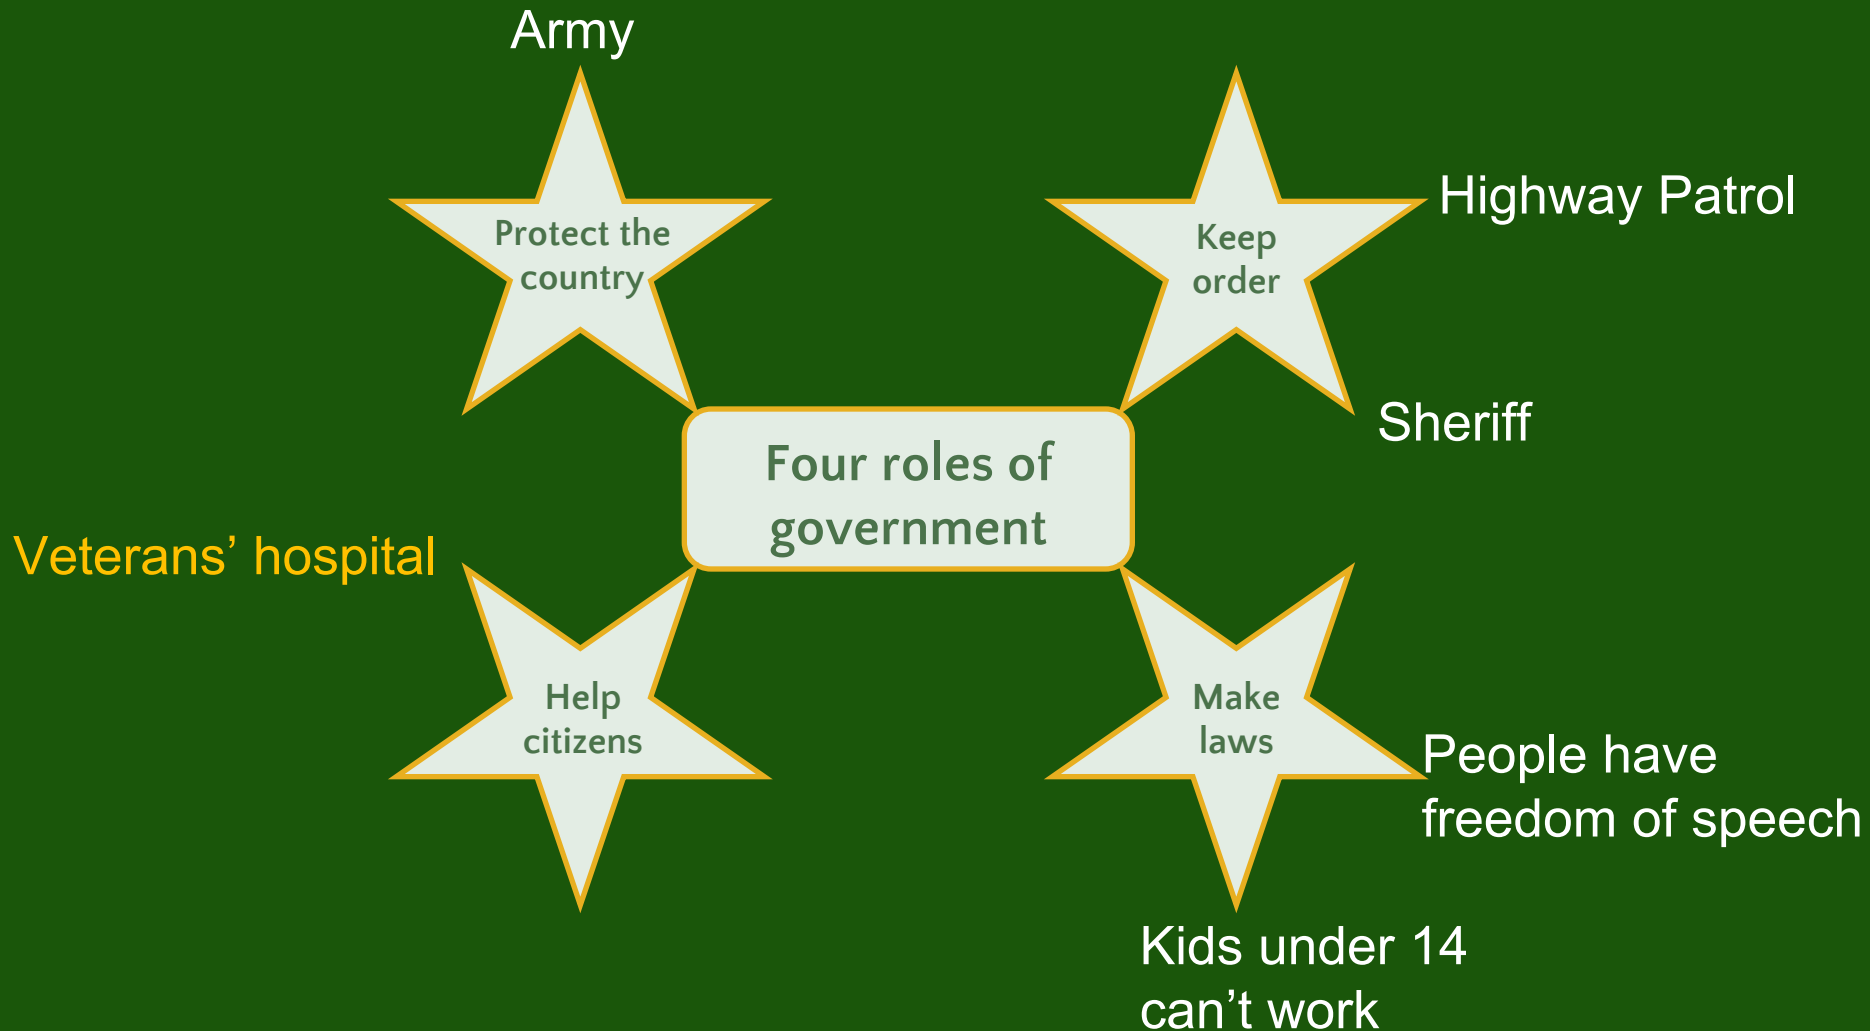 Army
Protect the
country
Keep
order
Highway Patrol
Sheriff
Four roles of
government
Veterans’ hospital
Help
citizens
Make
laws
People have
freedom of speech
Kids under 14
can’t work